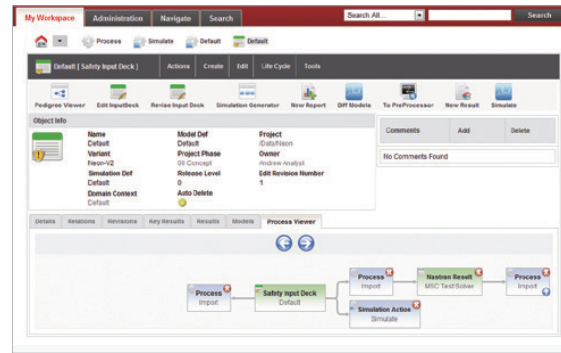 My Workspace Administration Navigate Search Search All... Search
Process Simulate Default Default
Default [ Safety Input Deck ] Actions Create Edit Life Cycle Tools
Pedigree Viewer Edit InputDeck Revise Input Deck Simulation Generator New Report Diff Models To PreProcessor New Result Simulate
Object Info
Name Model Def Project
Default Default /Data/Neon
Variant Project Phase Owner
Neon-V2 00 Concept Andrew Analyst
Simulation Def Release Level Edit Revision Number
Default 0 1
Domain Context Auto Delete
Default
Comments Add Delete
No Comments Found
Details Relations Revisions Key Results Results Models Process Viewer
Process Import
Safety Input Deck Default
Process Import
Nastran Result MSC TestSolver
Process Import
Simulation Action Simulate